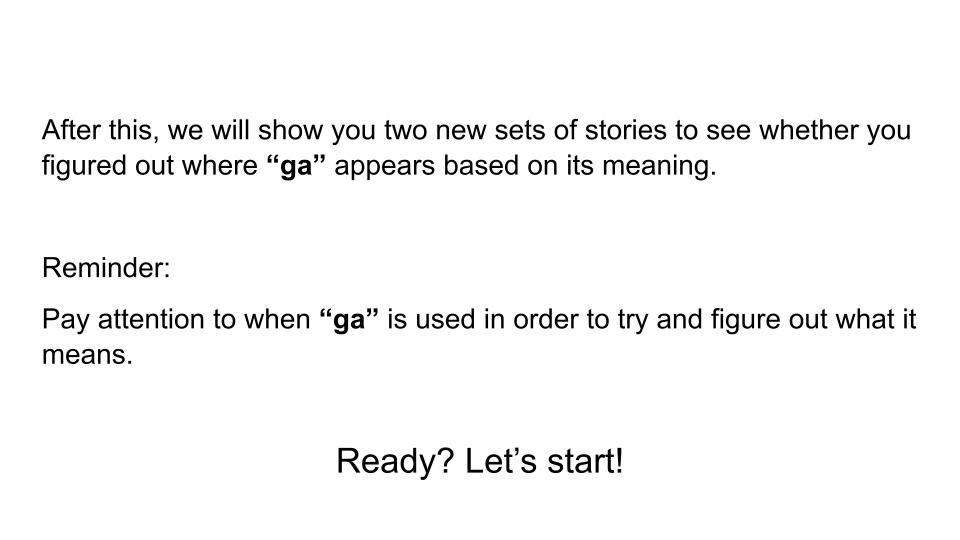 After this, we will show you two new sets of stories to see whether you
figured out where “ga” appears based on its meaning.
Reminder:
Pay attention to when “ga” is used in order to try and figure out what it
means.
Ready? Let’s start!